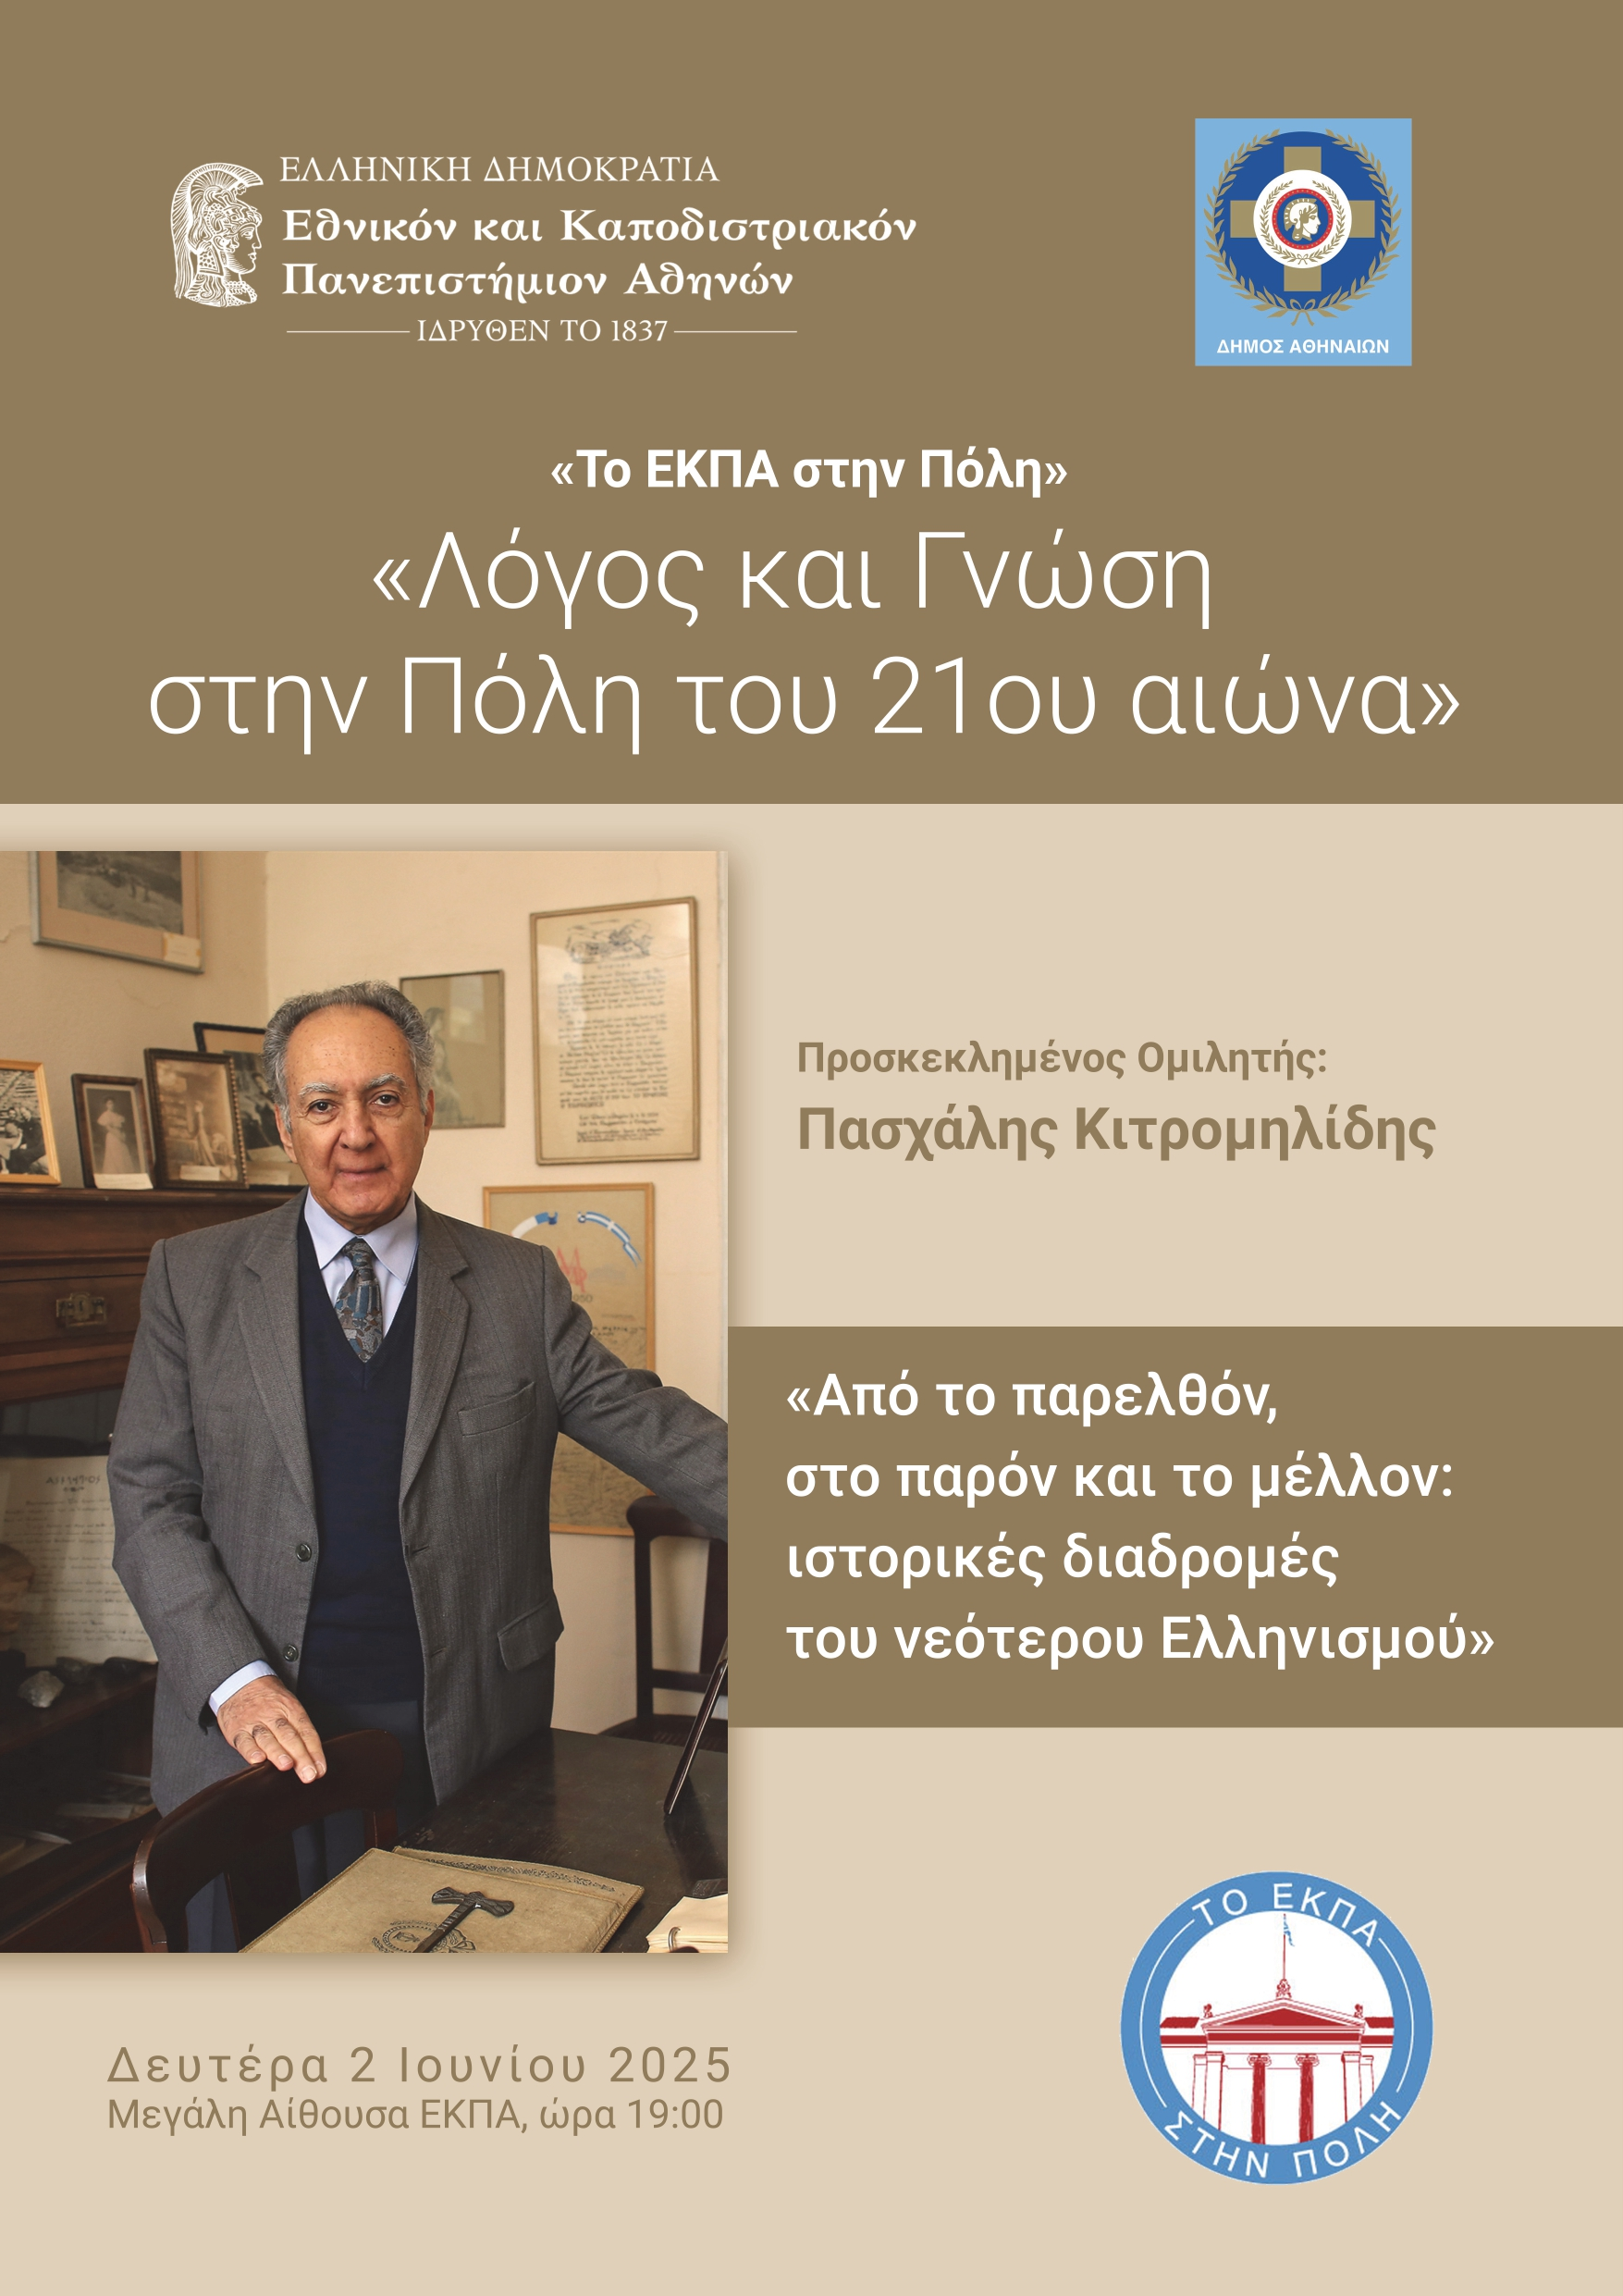 ΕΛΛΗΝΙΚΗ ΔΗΜΟΚΡΑΤΙΑ
Εθνικόν και Καποδιστριακόν
Πανεπιστήμιον Αθηνών
ΙΔΡΥΘΕΝ ΤΟ 1837
ΔΗΜΟΣ ΑΘΗΝΑΙΩΝ
«Το ΕΚΠΑ στην Πόλη»
«Λόγος και Γνώση
στην Πόλη του 21ου αιώνα»
Προσκεκλημένος Ομιλητής:
Πασχάλης Κιτρομηλίδης
«Από το παρελθόν,
στο παρόν και το μέλλον:
ιστορικές διαδρομές
του νεότερου Ελληνισμού»
Δευτέρα 2 Ιουνίου 2025
Μεγάλη Αίθουσα ΕΚΠΑ, ώρα 19:00
ΤΟ ΕΚΠΑ
ΣΤΗΝ ΠΟΛΗ